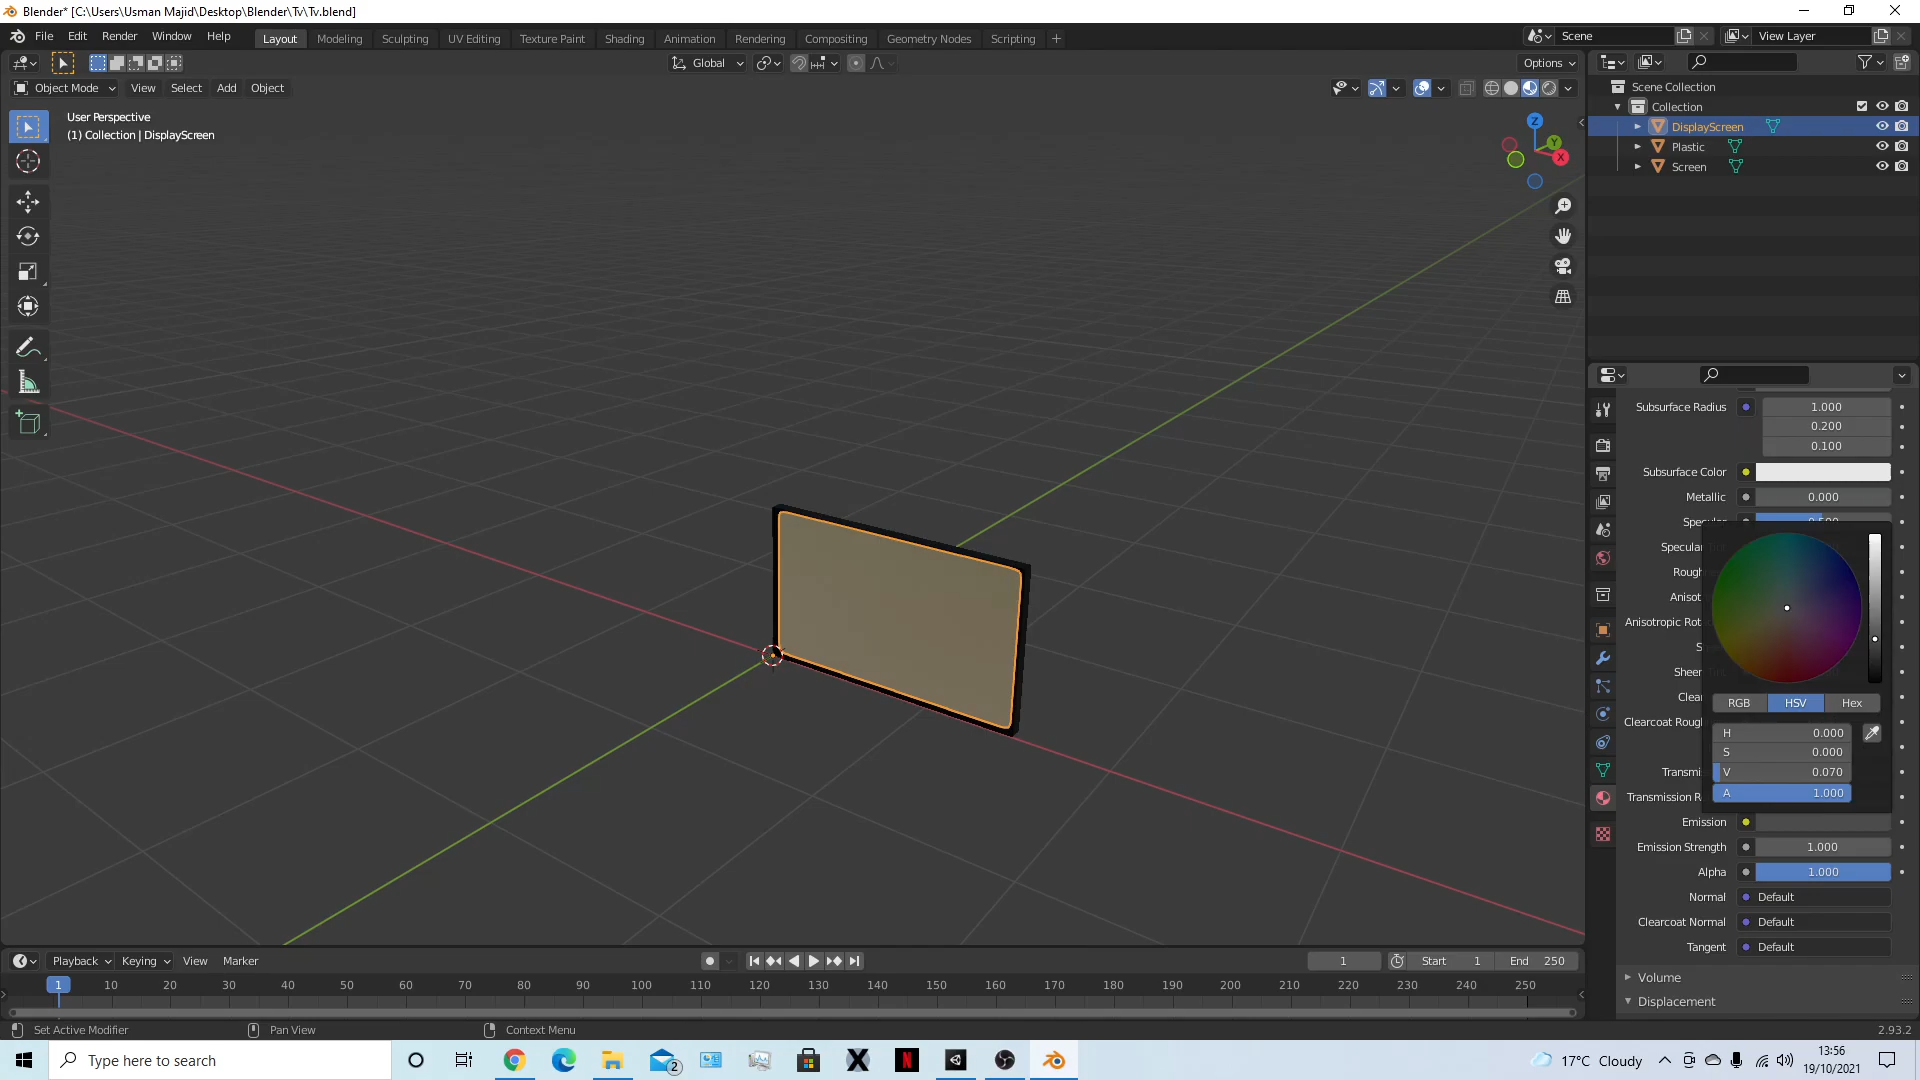 Blender* [C:\Users\Usman Majid\Desktop\Blender\Tv\Tv.blend]
File Edit Render Window Help Layout Modeling Sculpting UV Editing Texture Paint Shading Animation Rendering Compositing Geometry Nodes Scripting Scene View Layer
Global Options
Object Mode View Select Add Object
User Perspective
(1) Collection | DisplayScreen
Z
Y
X
Scene Collection
Collection
DisplayScreen
Plastic
Screen
Subsurface Radius 1.000
0.200
0.100
Subsurface Color
Metallic 0.000
Specular
Specular
Rough
Anisot
Anisotropic Rot
Sheer
Clea
Clearcoat Roug
RGB HSV Hex
H 0.000
S 0.000
V 0.070
Transmi
A 1.000
Transmission R
Emission
Emission Strength 1.000
Alpha 1.000
Normal Default
Clearcoat Normal Default
Tangent Default
Volume
Displacement
Playback Keying View Marker 1 Start 1 End 250
1 10 20 30 40 50 60 70 80 90 100 110 120 130 140 150 160 170 180 190 200 210 220 230 240 250
Set Active Modifier Pan View Context Menu 2.93.2
Type here to search 2 17°C Cloudy 13:56
19/10/2021